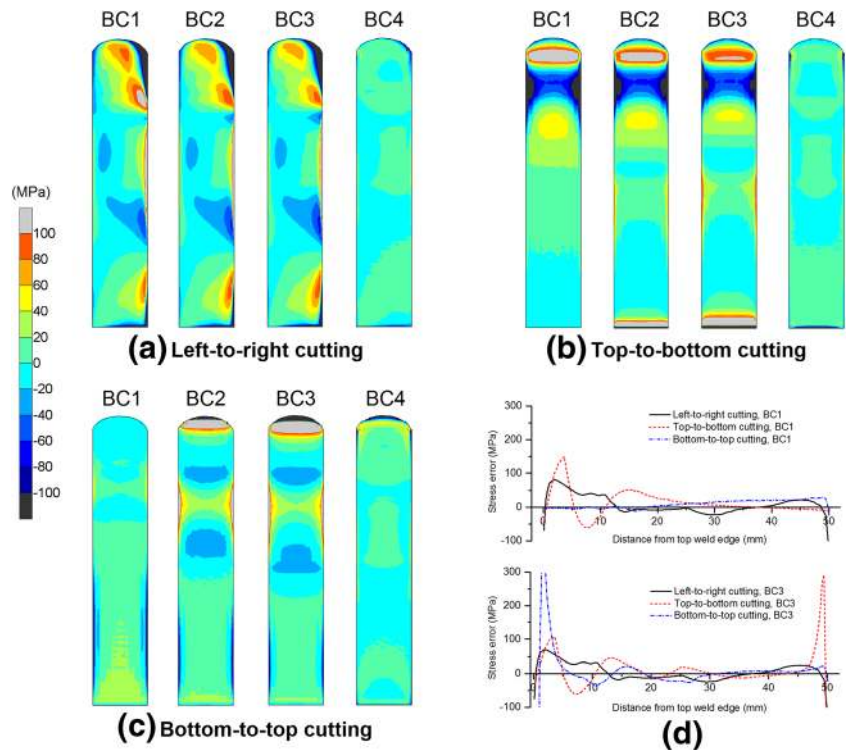 BC1 BC2 BC3 BC4
BC1 BC2 BC3 BC4
(MPa)
100
80
60
40
20
0
-20
-40
-60
-80
-100
(a) Left-to-right cutting
(b) Top-to-bottom cutting
BC1 BC2 BC3 BC4
(c) Bottom-to-top cutting
Stress error (MPa)
300
200
100
0
-100
Left-to-right cutting, BC1
Top-to-bottom cutting, BC1
Bottom-to-top cutting, BC1
0 10 20 30 40 50
Distance from top weld edge (mm)
Stress error (MPa)
300
200
100
0
-100
Left-to-right cutting, BC3
Top-to-bottom cutting, BC3
Bottom-to-top cutting, BC3
0 10 20 30 40 50
Distance from top weld edge (mm)
(d)